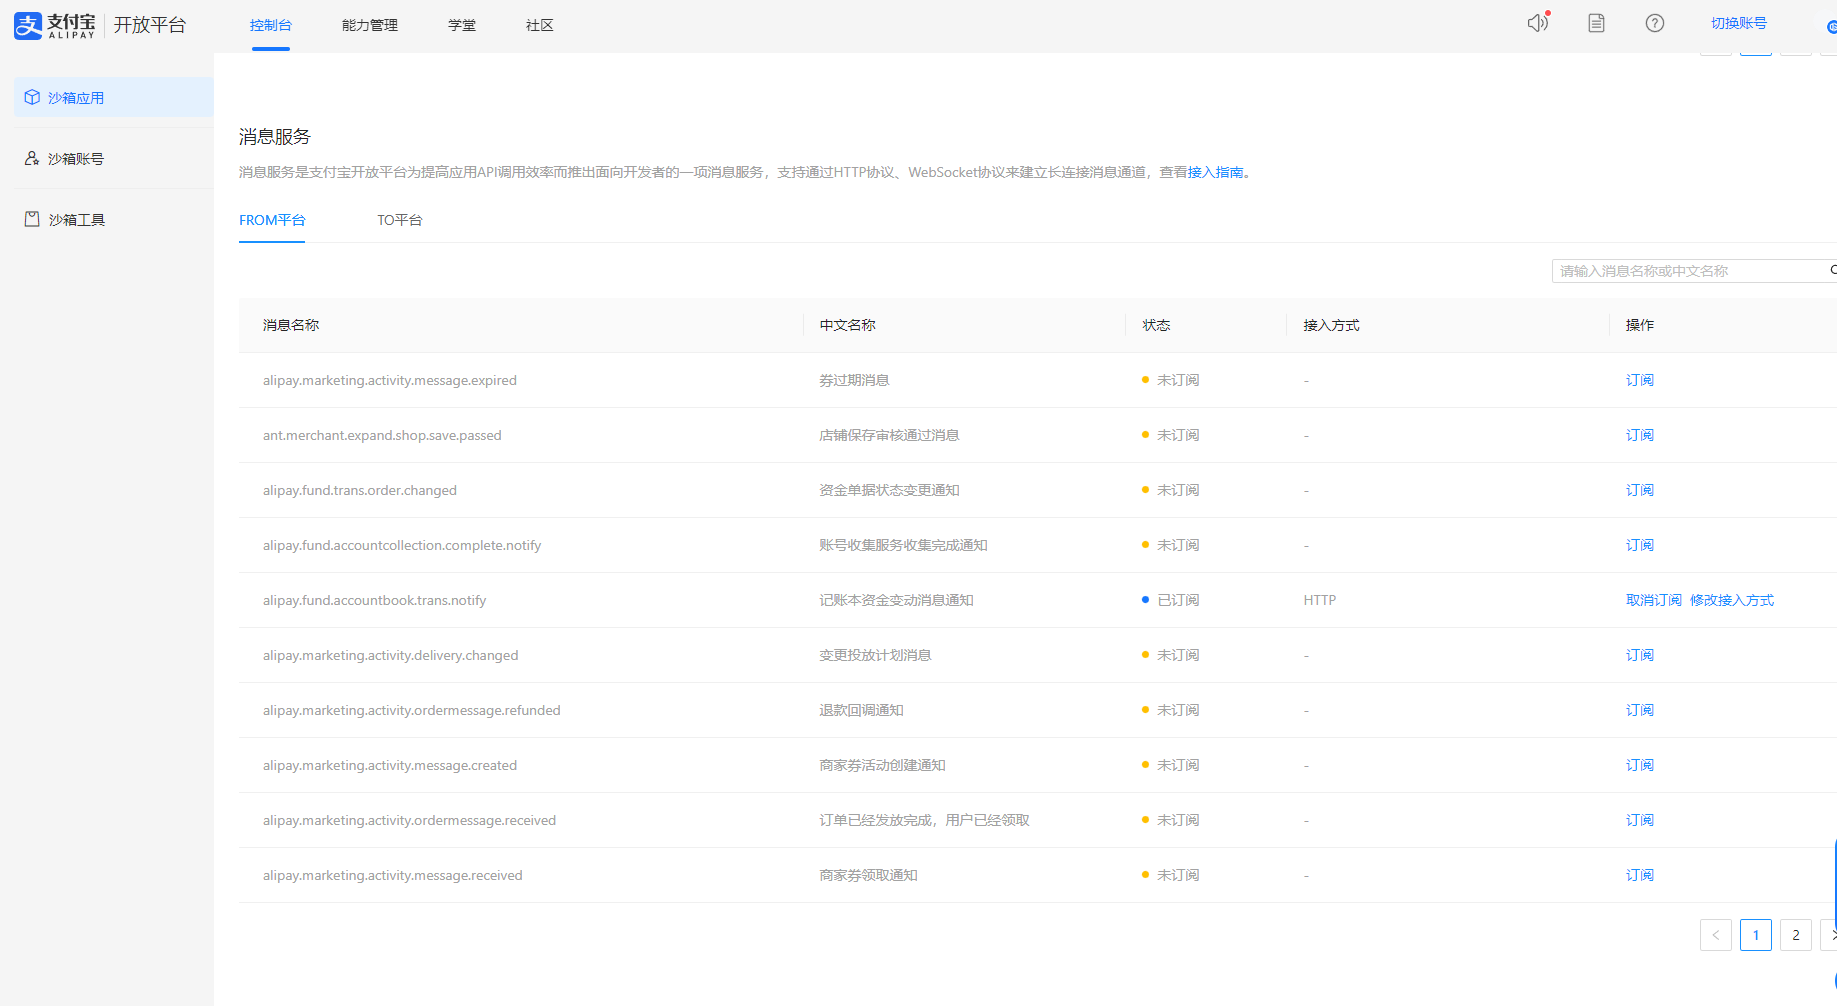 支付宝 ALIPAY 开放平台 控制台 能力管理 学堂 社区 切换账号
沙箱应用
沙箱账号
沙箱工具
消息服务
消息服务是支付宝开放平台为提高应用API调用效率而推出面向开发者的一项消息服务，支持通过HTTP协议、WebSocket协议来建立长连接消息通道，查看接入指南。
FROM平台 TO平台
请输入消息名称或中文名称
消息名称 中文名称 状态 接入方式 操作
alipay.marketing.activity.message.expired 券过期消息 未订阅 - 订阅
ant.merchant.expand.shop.save.passed 店铺保存审核通过消息 未订阅 - 订阅
alipay.fund.trans.order.changed 资金单据状态变更通知 未订阅 - 订阅
alipay.fund.accountcollection.complete.notify 账号收集服务收集完成通知 未订阅 - 订阅
alipay.fund.accountbook.trans.notify 记账本资金变动消息通知 已订阅 HTTP 取消订阅 修改接入方式
alipay.marketing.activity.delivery.changed 变更投放计划消息 未订阅 - 订阅
alipay.marketing.activity.ordermessage.refunded 退款回调通知 未订阅 - 订阅
alipay.marketing.activity.message.created 商家券活动创建通知 未订阅 - 订阅
alipay.marketing.activity.ordermessage.received 订单已经发放完成，用户已经领取 未订阅 - 订阅
alipay.marketing.activity.message.received 商家券领取通知 未订阅 - 订阅
< 1 2 >